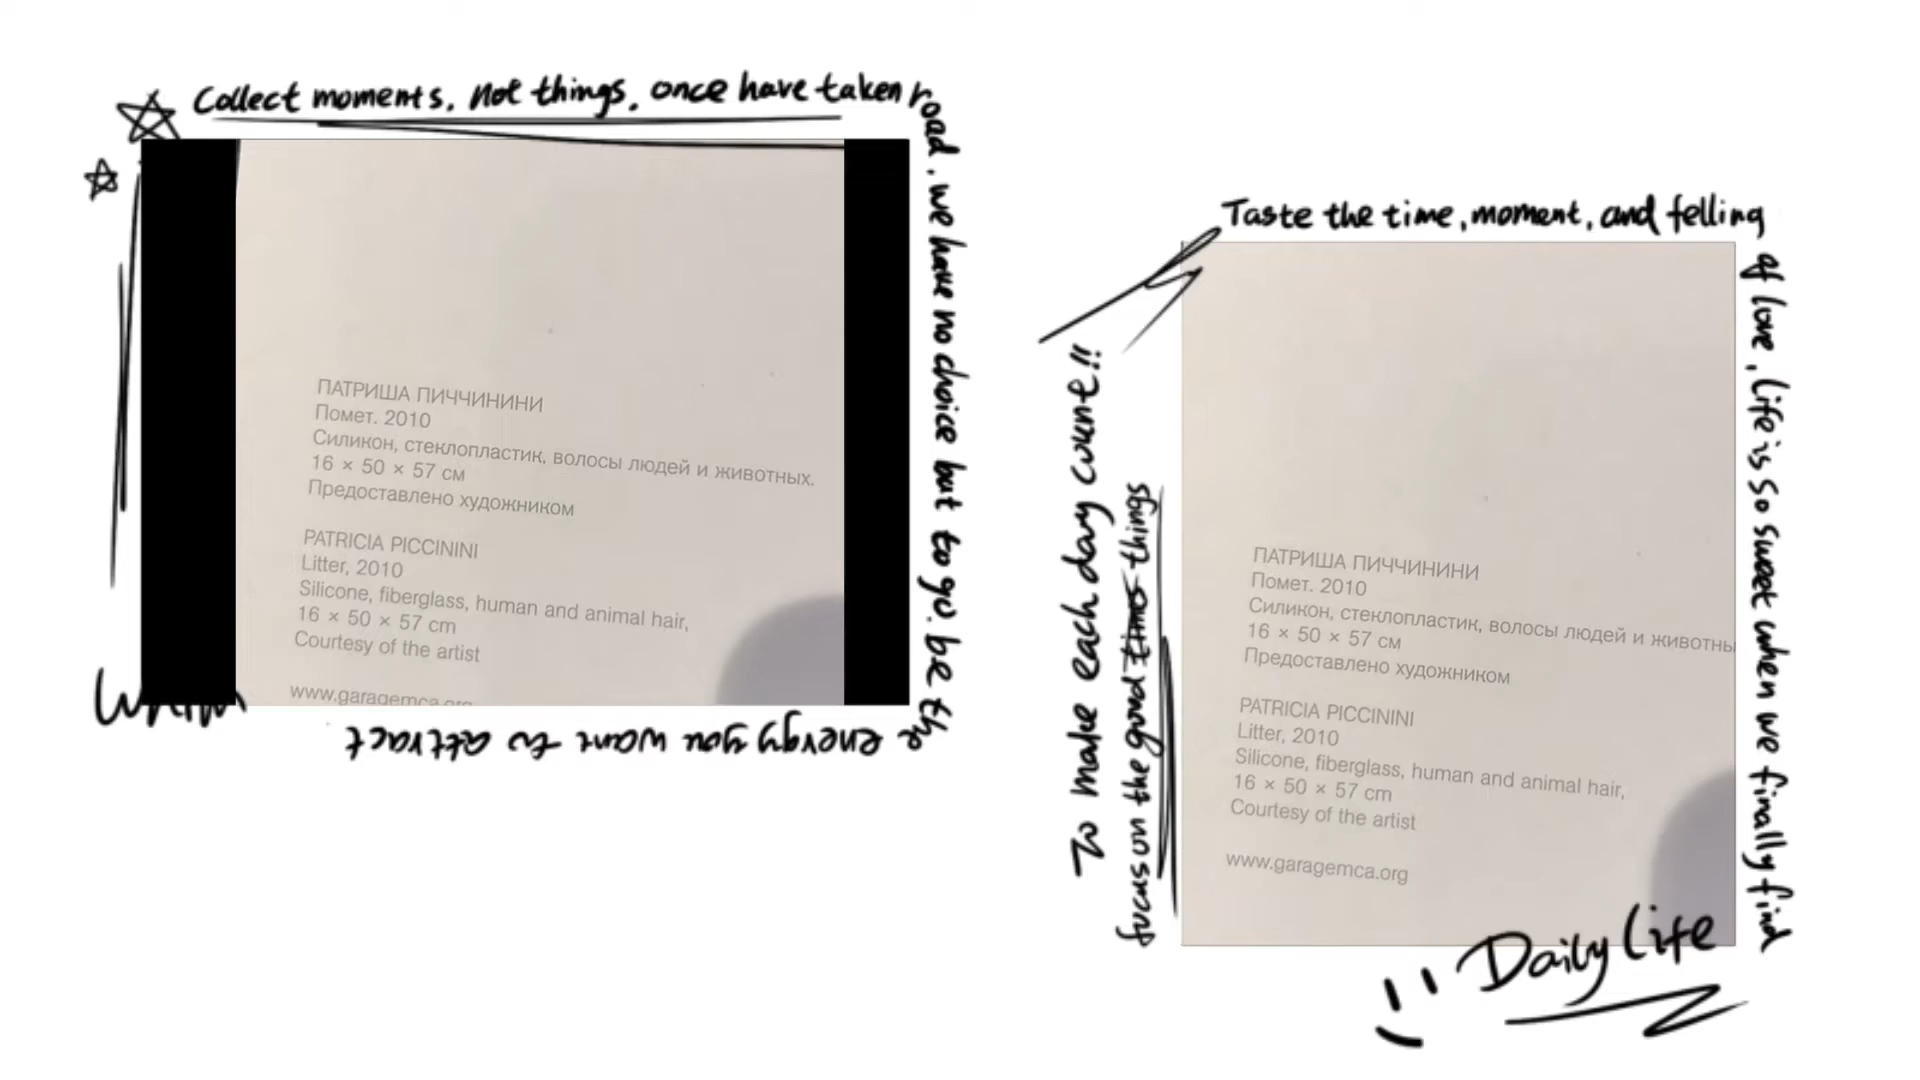 Collect moments, not things, once have taken road, we have no choice but to go. be the energy you want to attract
ПАТРИША ПИЧЧИНИНИ
Помет. 2010
Силикон, стеклопластик, волосы людей и животных.
16 × 50 × 57 см
Предоставлено художником
PATRICIA PICCININI
Litter, 2010
Silicone, fiberglass, human and animal hair,
16 × 50 × 57 cm
Courtesy of the artist
www.garagemca.org
Taste the time, moment, and felling of love, life is so sweet when we finally find
To make each day count!!
focus on the good times things
ПАТРИША ПИЧЧИНИНИ
Помет. 2010
Силикон, стеклопластик, волосы людей и животны
16 × 50 × 57 см
Предоставлено художником
PATRICIA PICCININI
Litter, 2010
Silicone, fiberglass, human and animal hair,
16 × 50 × 57 cm
Courtesy of the artist
www.garagemca.org
Daily Life